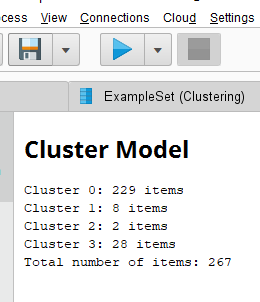 cess View Connections Cloud Settings
ExampleSet (Clustering)
Cluster Model
Cluster 0: 229 items
Cluster 1: 8 items
Cluster 2: 2 items
Cluster 3: 28 items
Total number of items: 267